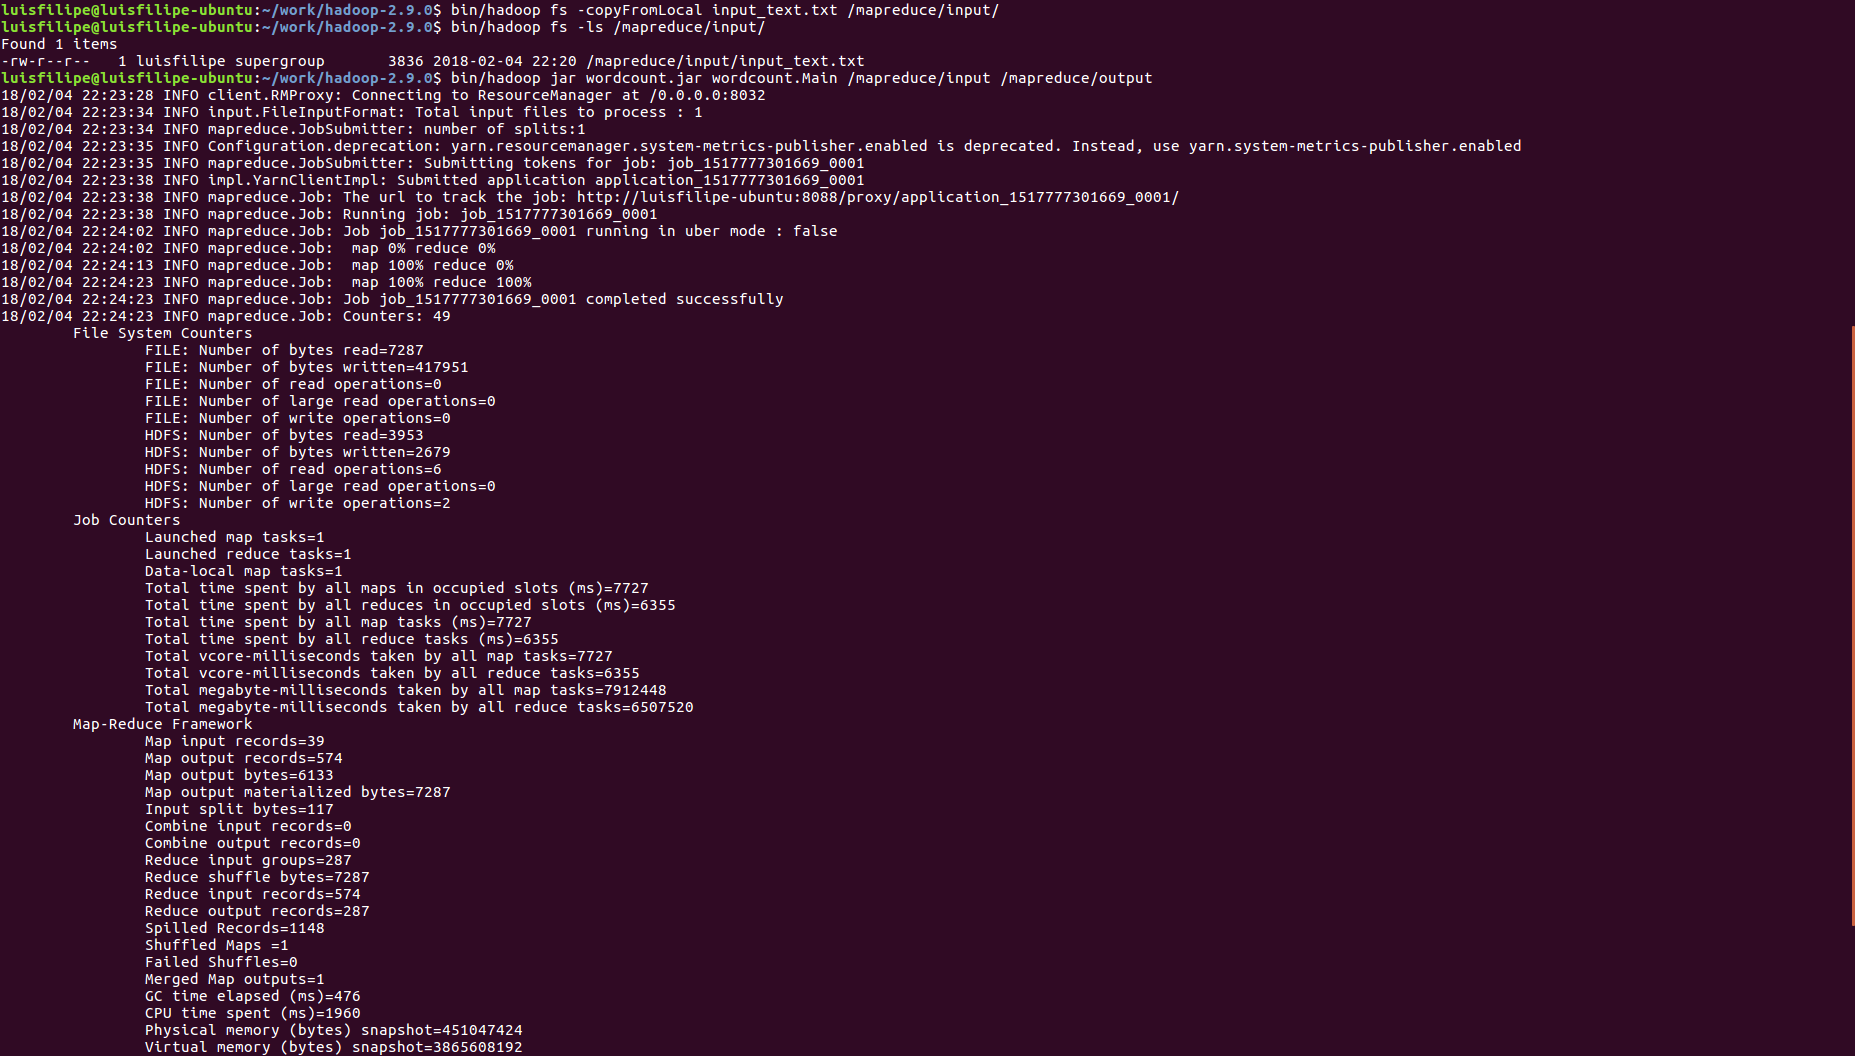 luisfilipe@luisfilipe-ubuntu:~/work/hadoop-2.9.0$ bin/hadoop fs -copyFromLocal input_text.txt /mapreduce/input/
luisfilipe@luisfilipe-ubuntu:~/work/hadoop-2.9.0$ bin/hadoop fs -ls /mapreduce/input/
Found 1 items
-rw-r--r--   1 luisfilipe supergroup       3836 2018-02-04 22:20 /mapreduce/input/input_text.txt
luisfilipe@luisfilipe-ubuntu:~/work/hadoop-2.9.0$ bin/hadoop jar wordcount.jar wordcount.Main /mapreduce/input /mapreduce/output
18/02/04 22:23:28 INFO client.RMProxy: Connecting to ResourceManager at /0.0.0.0:8032
18/02/04 22:23:34 INFO input.FileInputFormat: Total input files to process : 1
18/02/04 22:23:34 INFO mapreduce.JobSubmitter: number of splits:1
18/02/04 22:23:35 INFO Configuration.deprecation: yarn.resourcemanager.system-metrics-publisher.enabled is deprecated. Instead, use yarn.system-metrics-publisher.enabled
18/02/04 22:23:35 INFO mapreduce.JobSubmitter: Submitting tokens for job: job_1517777301669_0001
18/02/04 22:23:38 INFO impl.YarnClientImpl: Submitted application application_1517777301669_0001
18/02/04 22:23:38 INFO mapreduce.Job: The url to track the job: http://luisfilipe-ubuntu:8088/proxy/application_1517777301669_0001/
18/02/04 22:23:38 INFO mapreduce.Job: Running job: job_1517777301669_0001
18/02/04 22:24:02 INFO mapreduce.Job: Job job_1517777301669_0001 running in uber mode : false
18/02/04 22:24:02 INFO mapreduce.Job:  map 0% reduce 0%
18/02/04 22:24:13 INFO mapreduce.Job:  map 100% reduce 0%
18/02/04 22:24:23 INFO mapreduce.Job:  map 100% reduce 100%
18/02/04 22:24:23 INFO mapreduce.Job: Job job_1517777301669_0001 completed successfully
18/02/04 22:24:23 INFO mapreduce.Job: Counters: 49
File System Counters
FILE: Number of bytes read=7287
FILE: Number of bytes written=417951
FILE: Number of read operations=0
FILE: Number of large read operations=0
FILE: Number of write operations=0
HDFS: Number of bytes read=3953
HDFS: Number of bytes written=2679
HDFS: Number of read operations=6
HDFS: Number of large read operations=0
HDFS: Number of write operations=2
Job Counters
Launched map tasks=1
Launched reduce tasks=1
Data-local map tasks=1
Total time spent by all maps in occupied slots (ms)=7727
Total time spent by all reduces in occupied slots (ms)=6355
Total time spent by all map tasks (ms)=7727
Total time spent by all reduce tasks (ms)=6355
Total vcore-milliseconds taken by all map tasks=7727
Total vcore-milliseconds taken by all reduce tasks=6355
Total megabyte-milliseconds taken by all map tasks=7912448
Total megabyte-milliseconds taken by all reduce tasks=6507520
Map-Reduce Framework
Map input records=39
Map output records=574
Map output bytes=6133
Map output materialized bytes=7287
Input split bytes=117
Combine input records=0
Combine output records=0
Reduce input groups=287
Reduce shuffle bytes=7287
Reduce input records=574
Reduce output records=287
Spilled Records=1148
Shuffled Maps =1
Failed Shuffles=0
Merged Map outputs=1
GC time elapsed (ms)=476
CPU time spent (ms)=1960
Physical memory (bytes) snapshot=451047424
Virtual memory (bytes) snapshot=3865608192